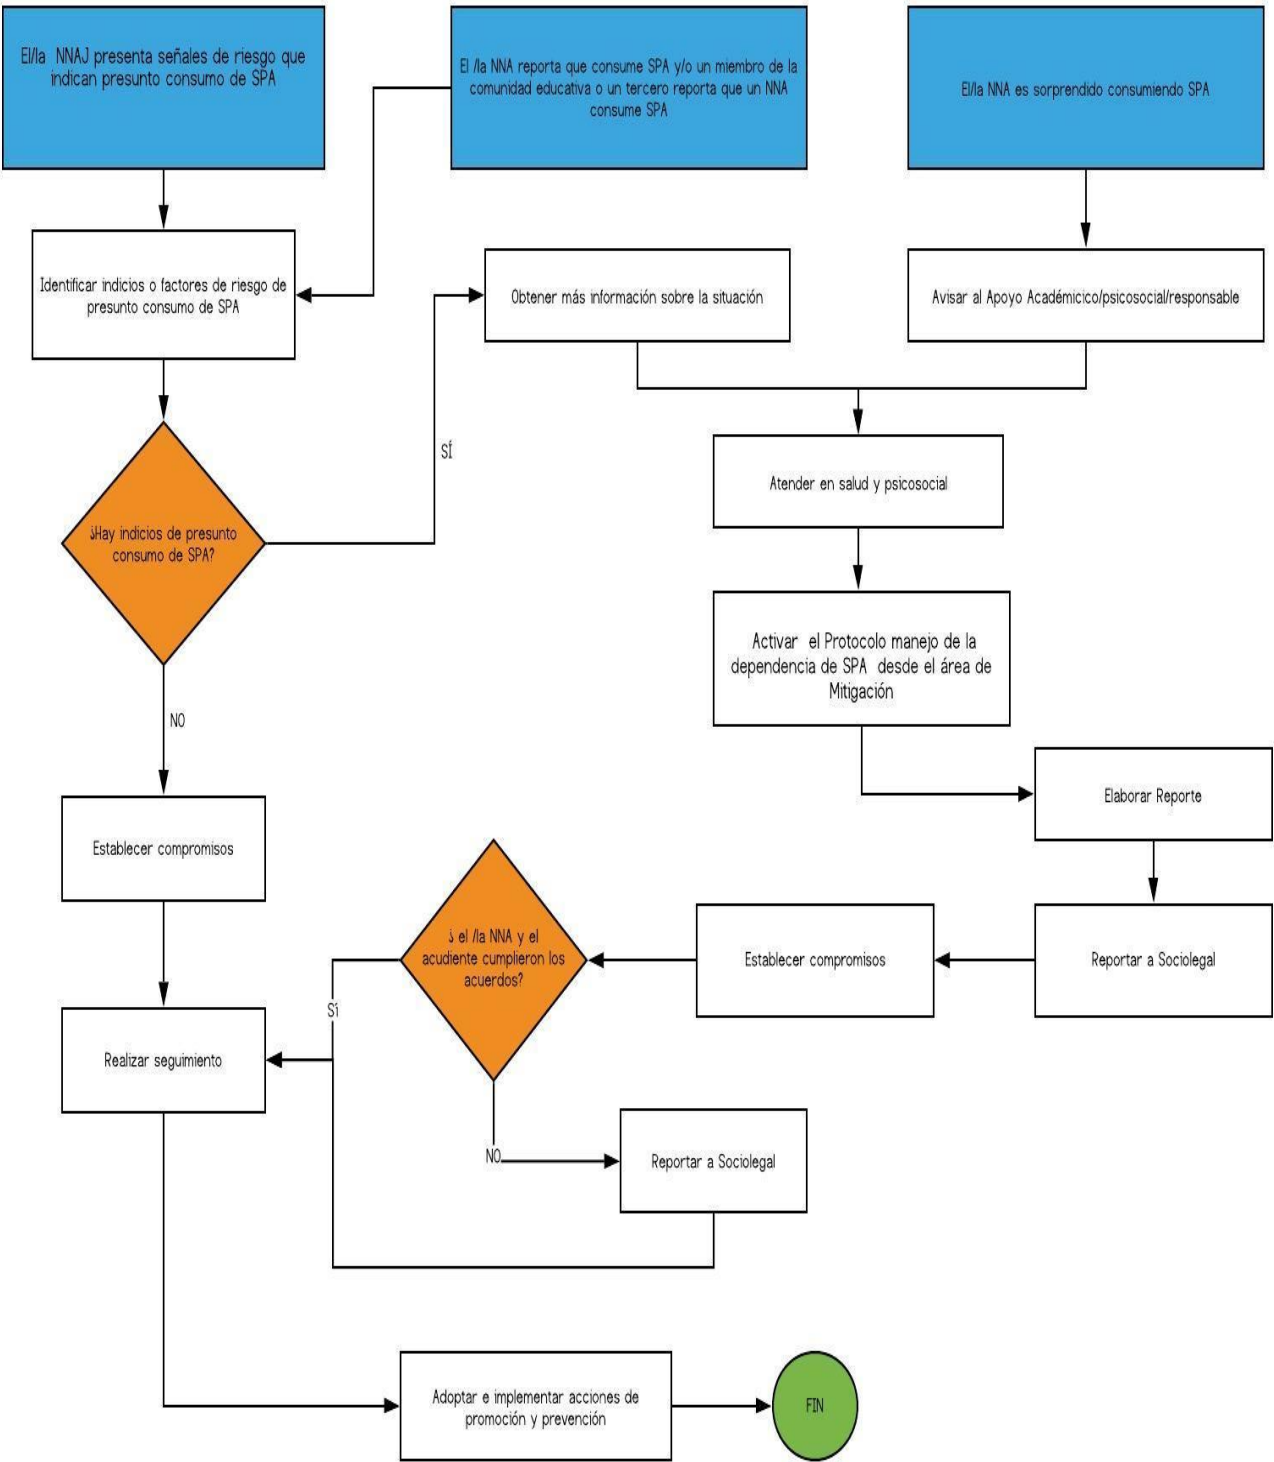 El/la NNAJ presenta señales de riesgo que
indican presunto consumo de SPA
El /la NNA reporta que consume SPA y/o un miembro de la
comunidad educativa o un tercero reporta que un NNA
consume SPA
El/la NNA es sorprendido consumiendo SPA
Identificar indicios o factores de riesgo de
presunto consumo de SPA
Obtener más información sobre la situación
Avisar al Apoyo Académicico/psicosocial/responsable
SÍ
Atender en salud y psicosocial
¿Hay indicios de presunto
consumo de SPA?
Activar el Protocolo manejo de la
dependencia de SPA desde el área de
Mitigación
NO
Elaborar Reporte
Establecer compromisos
¿ el /la NNA y el
acudiente cumplieron los
acuerdos?
Establecer compromisos
Reportar a Sociolegal
Sí
Realizar seguimiento
NO
Reportar a Sociolegal
Adoptar e implementar acciones de
promoción y prevención
FIN